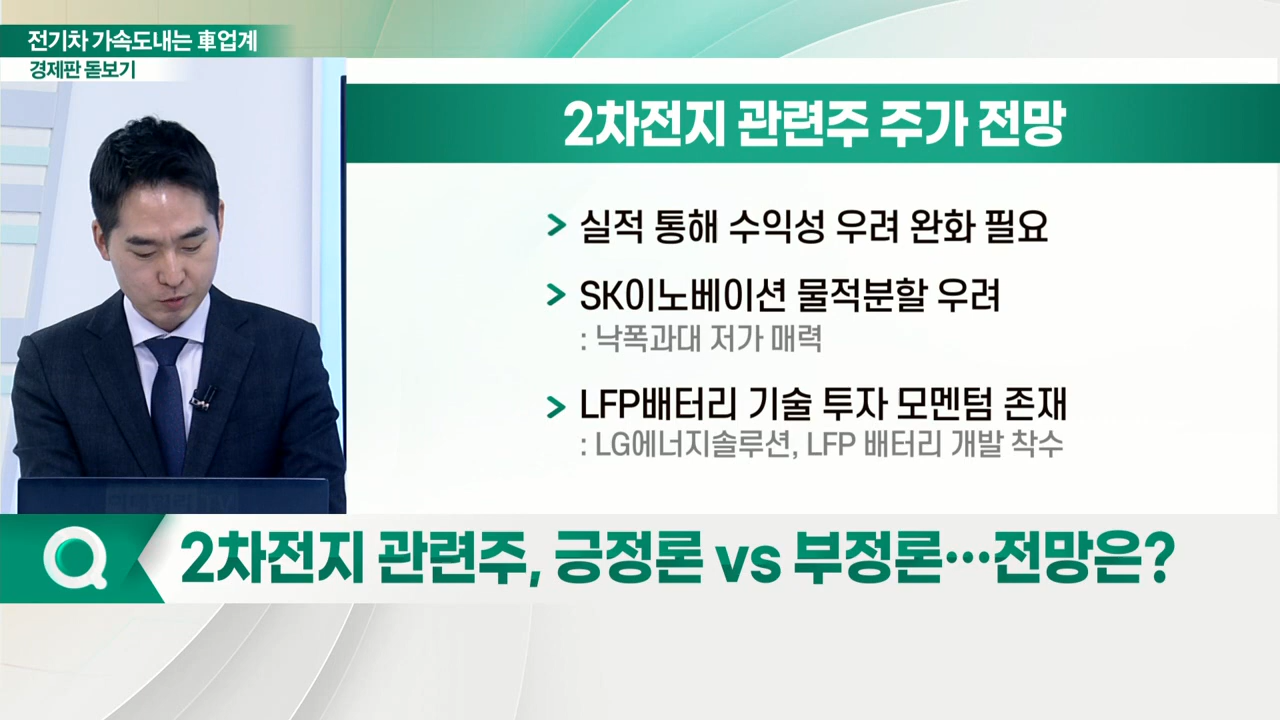 전기차 가속도내는 車업계
경제판 돋보기
2차전지 관련주 주가 전망
> 실적 통해 수익성 우려 완화 필요
> SK이노베이션 물적분할 우려
: 낙폭과대 저가 매력
> LFP배터리 기술 투자 모멘텀 존재
: LG에너지솔루션, LFP 배터리 개발 착수
2차전지 관련주, 긍정론 vs 부정론…전망은?